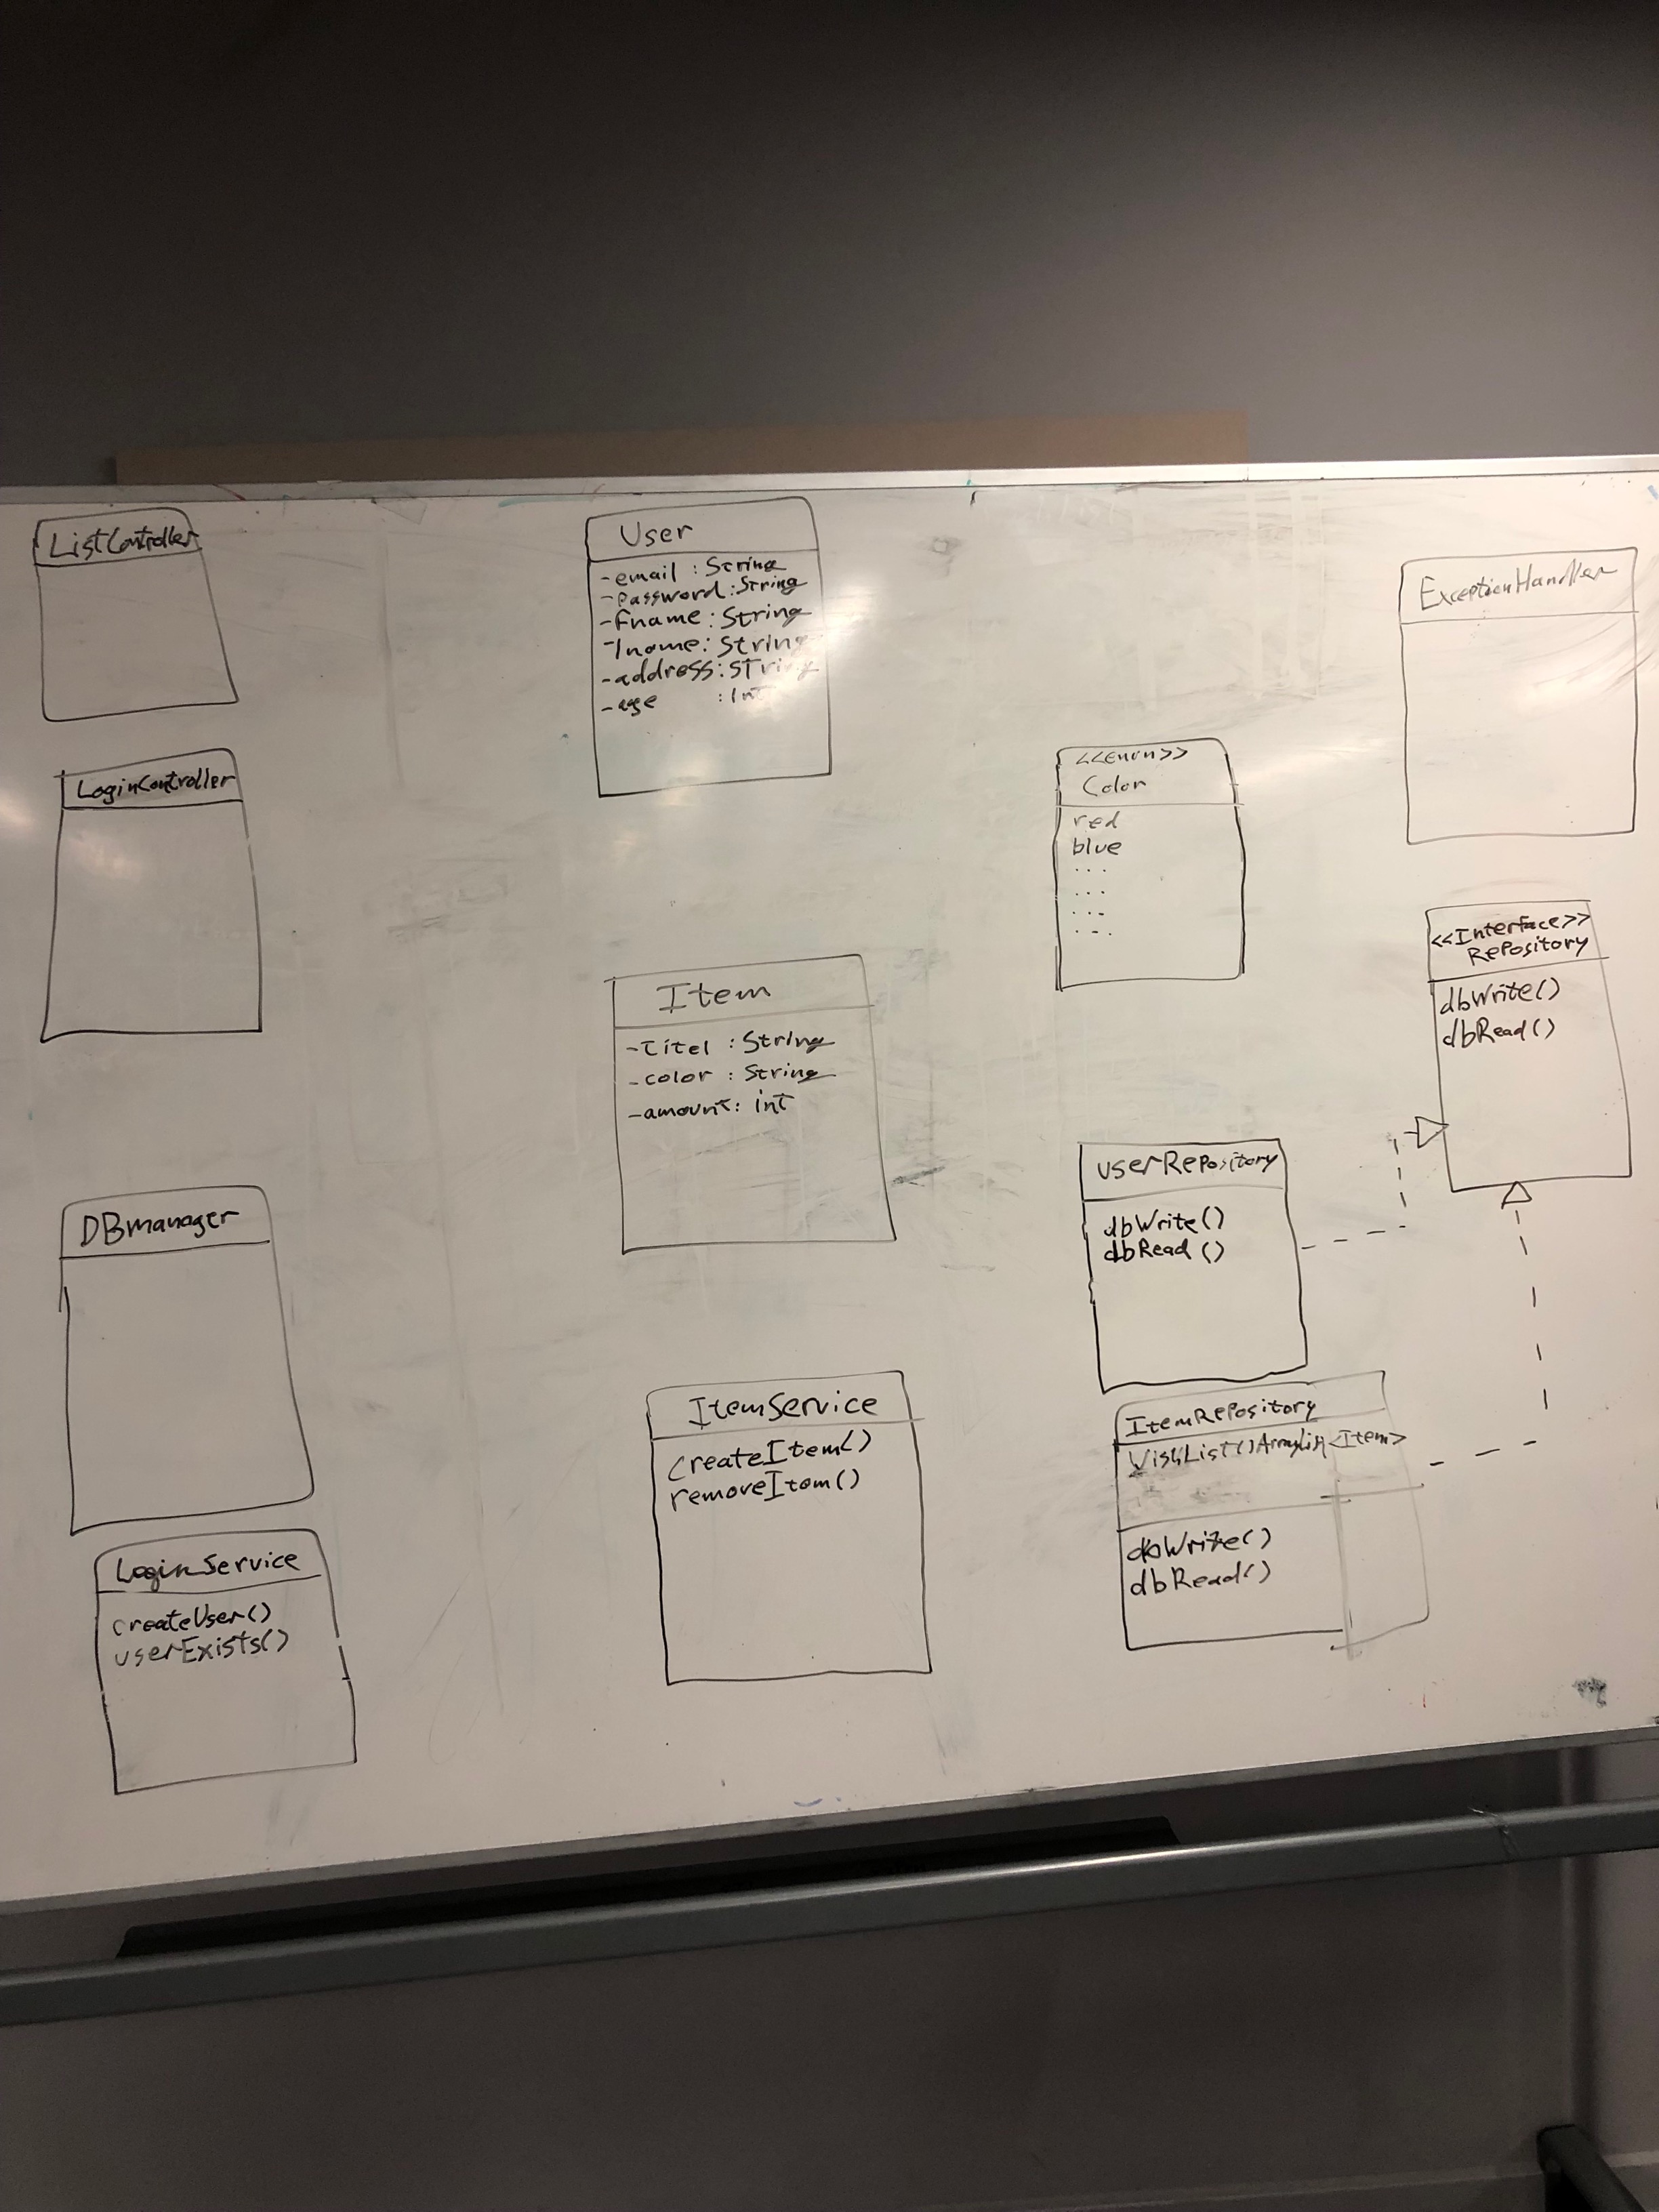 ListController
LoginController
DBmanager
LoginService
createUser()
userExists()
User
-email : String
-password : String
-fname : String
-lname : String
-address : String
-age : Int
Item
-titel : String
-color : String
-amount : int
ItemService
createItem()
removeItem()
<<enum>>
Color
red
blue
...
...
...
...
userRepository
dbWrite()
dbRead()
ItemRepository
WishList()ArrayList<Item>
dbWrite()
dbRead()
ExceptionHandler
<<Interface>>
Repository
dbWrite()
dbRead()